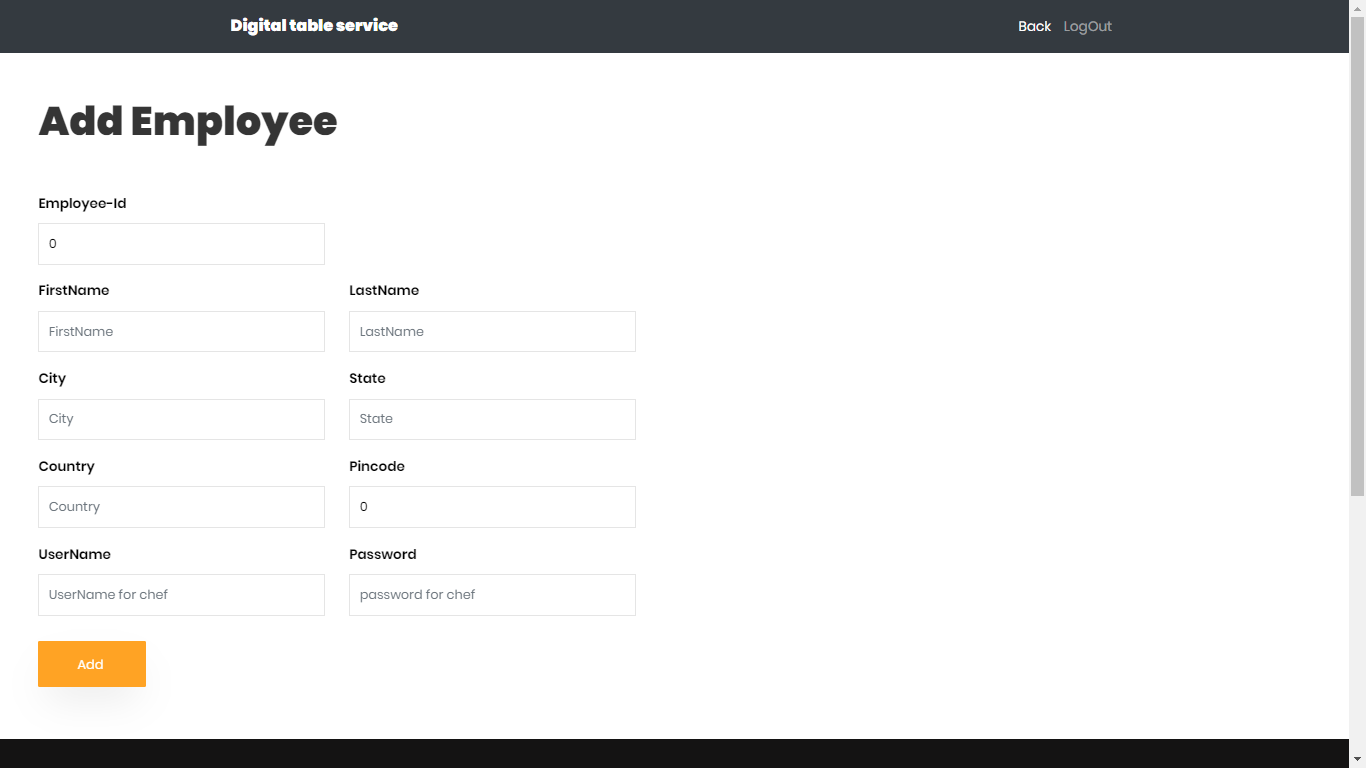 Digital table service
Back LogOut
Add Employee
Employee-Id
0
FirstName LastName
FirstName LastName
City State
City State
Country Pincode
Country 0
UserName Password
UserName for chef password for chef
Add